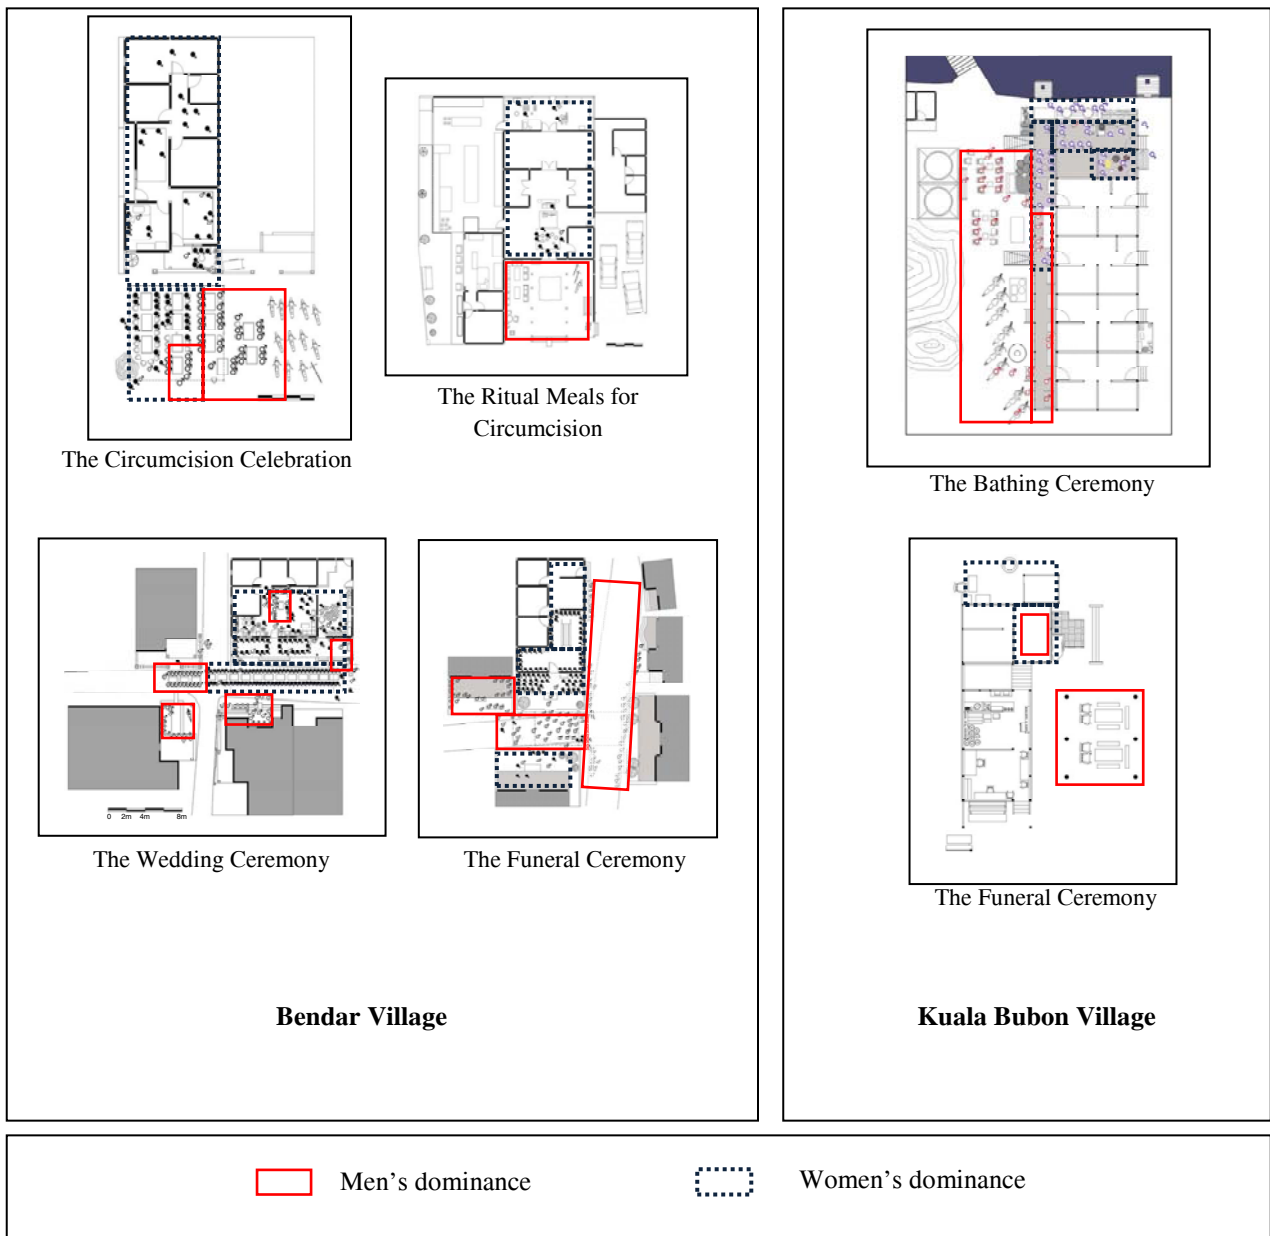 The Circumcision Celebration
The Ritual Meals for
Circumcision
The Bathing Ceremony
0 2m 4m 8m
The Wedding Ceremony
The Funeral Ceremony
The Funeral Ceremony
Bendar Village
Kuala Bubon Village
Men’s dominance
Women’s dominance